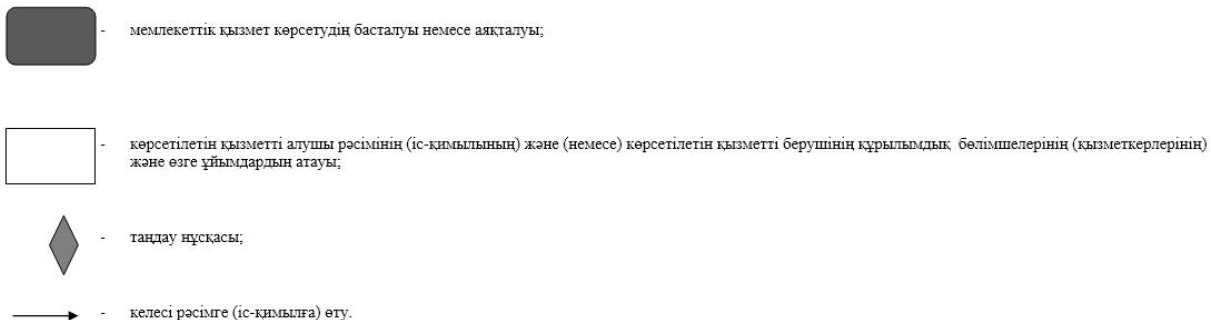 - мемлекеттік қызмет көрсетудің басталуы немесе аяқталуы;
- көрсетілетін қызметті алушы рәсімінің (іс-қимылының) және (немесе) көрсетілетін қызметті берушінің құрылымдық бөлімшелерінің (қызметкерлерінің)
және өзге ұйымдардың атауы;
- таңдау нұсқасы;
- келесі рәсімге (іс-қимылға) өту.